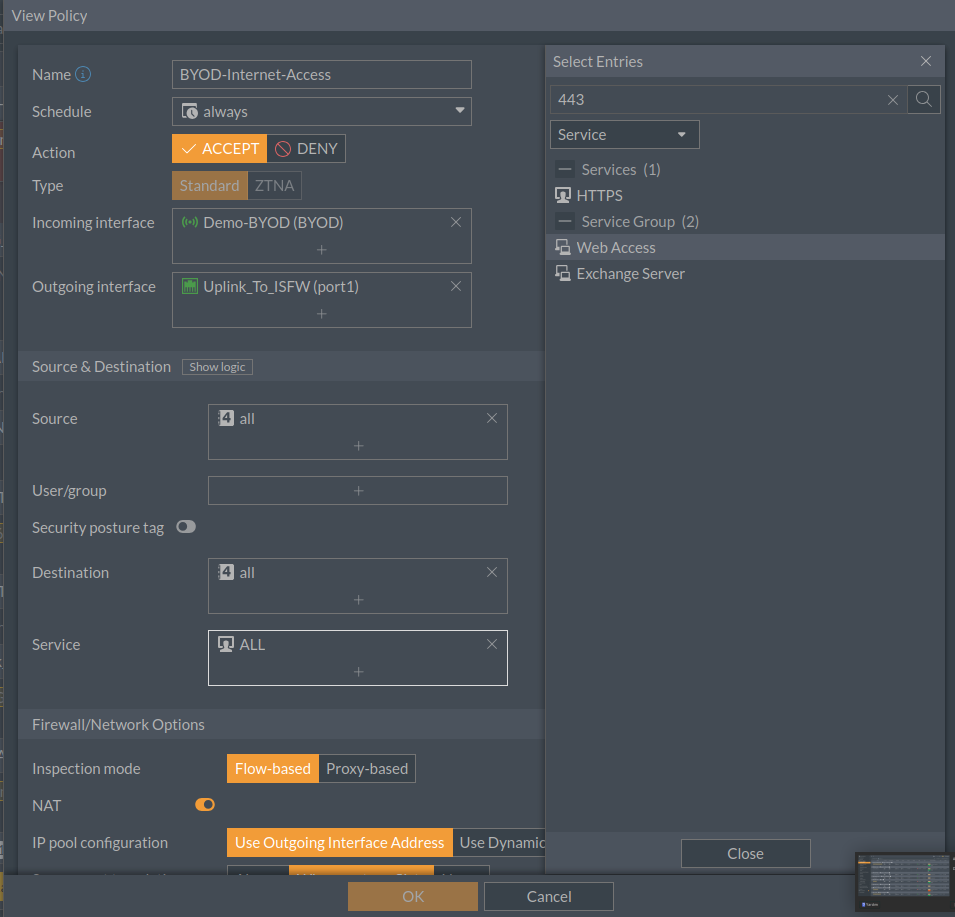 View Policy
Name
BYOD-Internet-Access
Schedule
always
Action
ACCEPT
DENY
Type
Standard
ZTNA
Incoming interface
Demo-BYOD (BYOD)
+
Outgoing interface
Uplink_To_ISFW (port1)
+
Source & Destination
Show logic
Source
4 all
+
User/group
+
Security posture tag
Destination
4 all
+
Service
ALL
+
Firewall/Network Options
Inspection mode
Flow-based
Proxy-based
NAT
IP pool configuration
Use Outgoing Interface Address
Use Dynamic
OK
Cancel
Select Entries
443
Service
Services (1)
HTTPS
Service Group (2)
Web Access
Exchange Server
Close